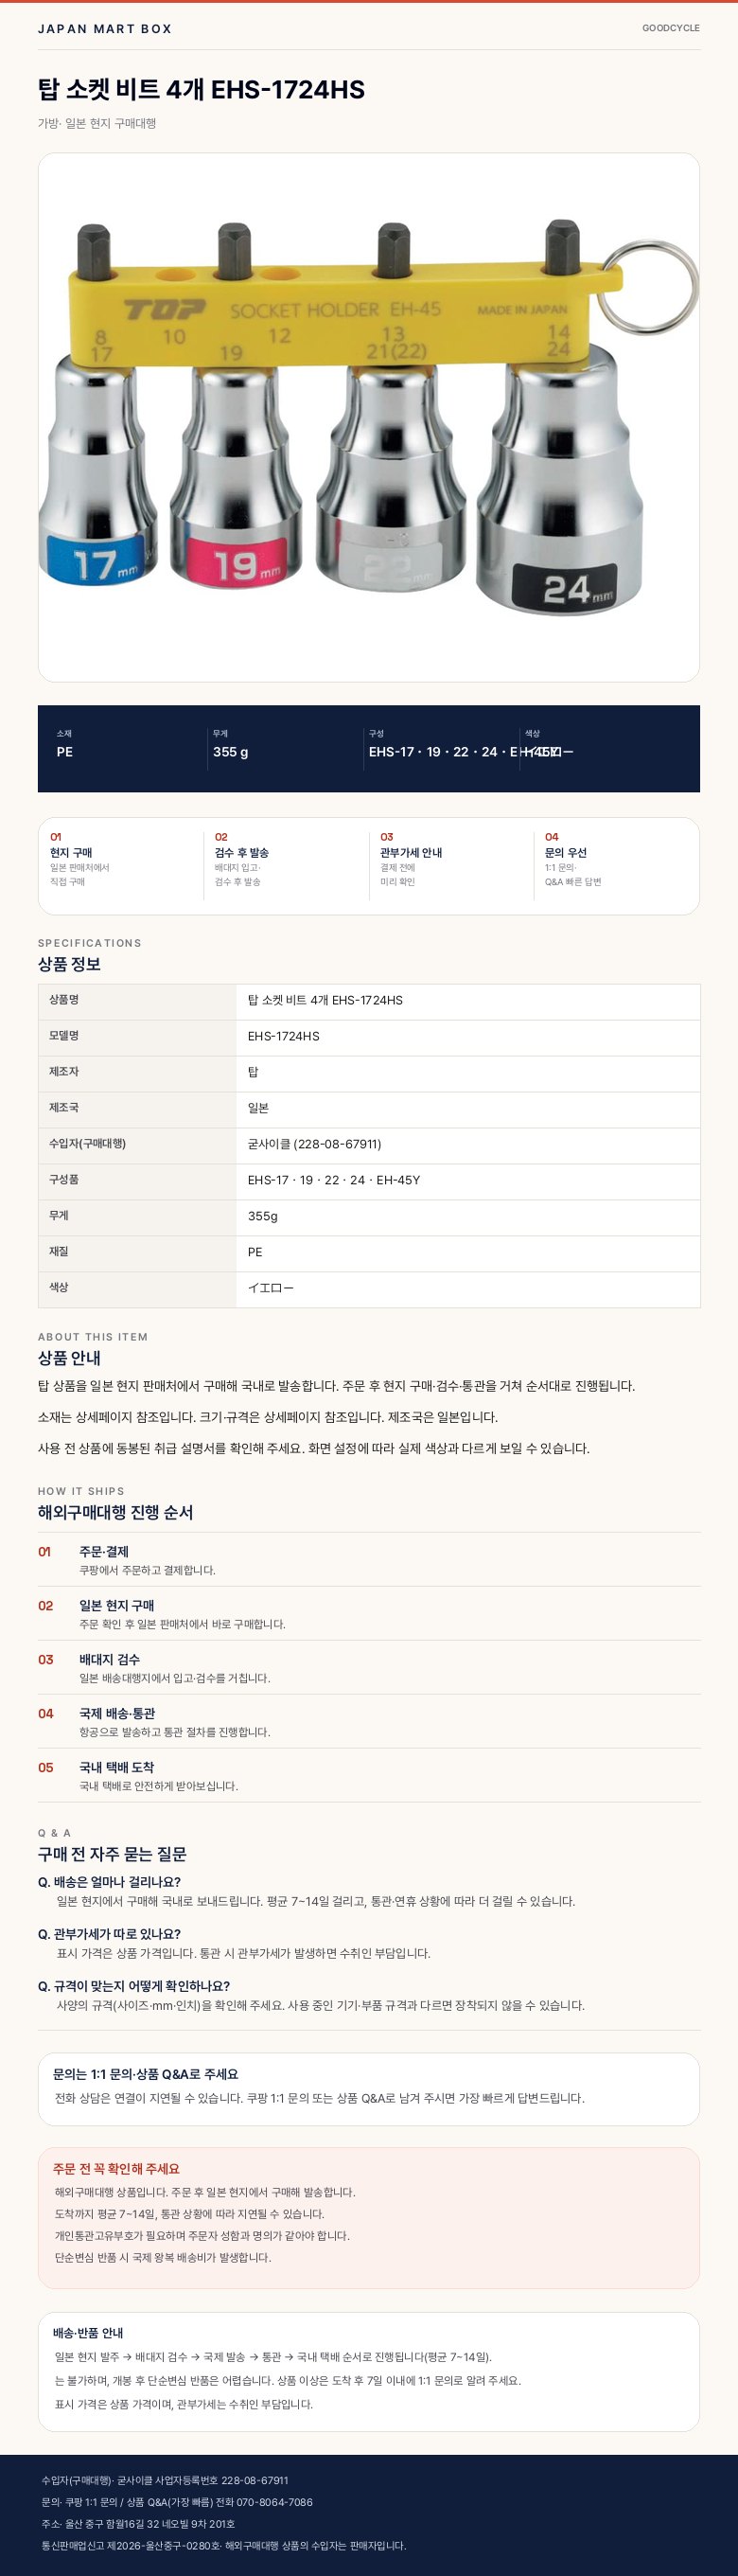 JAPAN MART BOX
GOODCYCLE
탑 소켓 비트 4개 EHS-1724HS
가방· 일본 현지 구매대행
TOP SOCKET HOLDER EH-45 MADE IN JAPAN
8 10 12 13 14
17 19 21(22) 24
17mm
19mm
22mm
24mm
소재
PE
무게
355 g
구성
EHS-17・19・22・24・EH-45Y
색상
イエロー
01
현지 구매
일본 판매처에서
직접 구매
02
검수 후 발송
배대지 입고·
검수 후 발송
03
관부가세 안내
결제 전에
미리 확인
04
문의 우선
1:1 문의·
Q&A 빠른 답변
SPECIFICATIONS
상품 정보
상품명 탑 소켓 비트 4개 EHS-1724HS
모델명 EHS-1724HS
제조자 탑
제조국 일본
수입자(구매대행) 굳사이클 (228-08-67911)
구성품 EHS-17・19・22・24・EH-45Y
무게 355g
재질 PE
색상 イエロー
ABOUT THIS ITEM
상품 안내
탑 상품을 일본 현지 판매처에서 구매해 국내로 발송합니다. 주문 후 현지 구매·검수·통관을 거쳐 순서대로 진행됩니다.
소재는 상세페이지 참조입니다. 크기·규격은 상세페이지 참조입니다. 제조국은 일본입니다.
사용 전 상품에 동봉된 취급 설명서를 확인해 주세요. 화면 설정에 따라 실제 색상과 다르게 보일 수 있습니다.
HOW IT SHIPS
해외구매대행 진행 순서
01 주문·결제
쿠팡에서 주문하고 결제합니다.
02 일본 현지 구매
주문 확인 후 일본 판매처에서 바로 구매합니다.
03 배대지 검수
일본 배송대행지에서 입고·검수를 거칩니다.
04 국제 배송·통관
항공으로 발송하고 통관 절차를 진행합니다.
05 국내 택배 도착
국내 택배로 안전하게 받아보십니다.
Q & A
구매 전 자주 묻는 질문
Q. 배송은 얼마나 걸리나요?
일본 현지에서 구매해 국내로 보내드립니다. 평균 7~14일 걸리고, 통관·연휴 상황에 따라 더 걸릴 수 있습니다.
Q. 관부가세가 따로 있나요?
표시 가격은 상품 가격입니다. 통관 시 관부가세가 발생하면 수취인 부담입니다.
Q. 규격이 맞는지 어떻게 확인하나요?
사양의 규격(사이즈·mm·인치)을 확인해 주세요. 사용 중인 기기·부품 규격과 다르면 장착되지 않을 수 있습니다.
문의는 1:1 문의·상품 Q&A로 주세요
전화 상담은 연결이 지연될 수 있습니다. 쿠팡 1:1 문의 또는 상품 Q&A로 남겨 주시면 가장 빠르게 답변드립니다.
주문 전 꼭 확인해 주세요
해외구매대행 상품입니다. 주문 후 일본 현지에서 구매해 발송합니다.
도착까지 평균 7~14일, 통관 상황에 따라 지연될 수 있습니다.
개인통관고유부호가 필요하며 주문자 성함과 명의가 같아야 합니다.
단순변심 반품 시 국제 왕복 배송비가 발생합니다.
배송·반품 안내
일본 현지 발주 → 배대지 검수 → 국제 발송 → 통관 → 국내 택배 순서로 진행됩니다(평균 7~14일).
는 불가하며, 개봉 후 단순변심 반품은 어렵습니다. 상품 이상은 도착 후 7일 이내에 1:1 문의로 알려 주세요.
표시 가격은 상품 가격이며, 관부가세는 수취인 부담입니다.
수입자(구매대행)· 굳사이클 사업자등록번호 228-08-67911
문의· 쿠팡 1:1 문의 / 상품 Q&A(가장 빠름) 전화 070-8064-7086
주소· 울산 중구 함월16길 32 네오빌 9차 201호
통신판매업신고 제2026-울산중구-0280호· 해외구매대행 상품의 수입자는 판매자입니다.